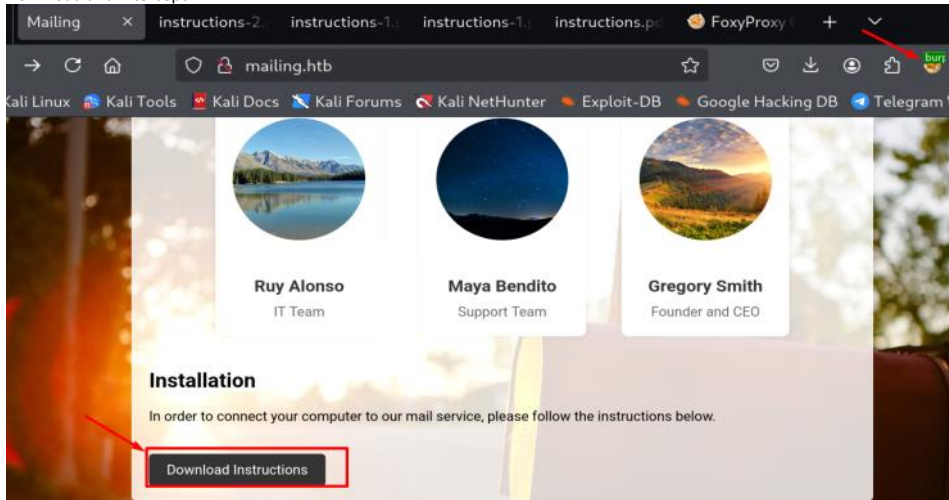 Mailing
instructions-2.
instructions-1.
instructions-1.
instructions.pd
FoxyProxy
mailing.htb
burp
Kali Linux
Kali Tools
Kali Docs
Kali Forums
Kali NetHunter
Exploit-DB
Google Hacking DB
Telegram
Ruy Alonso
Maya Bendito
Gregory Smith
IT Team
Support Team
Founder and CEO
Installation
In order to connect your computer to our mail service, please follow the instructions below.
Download Instructions